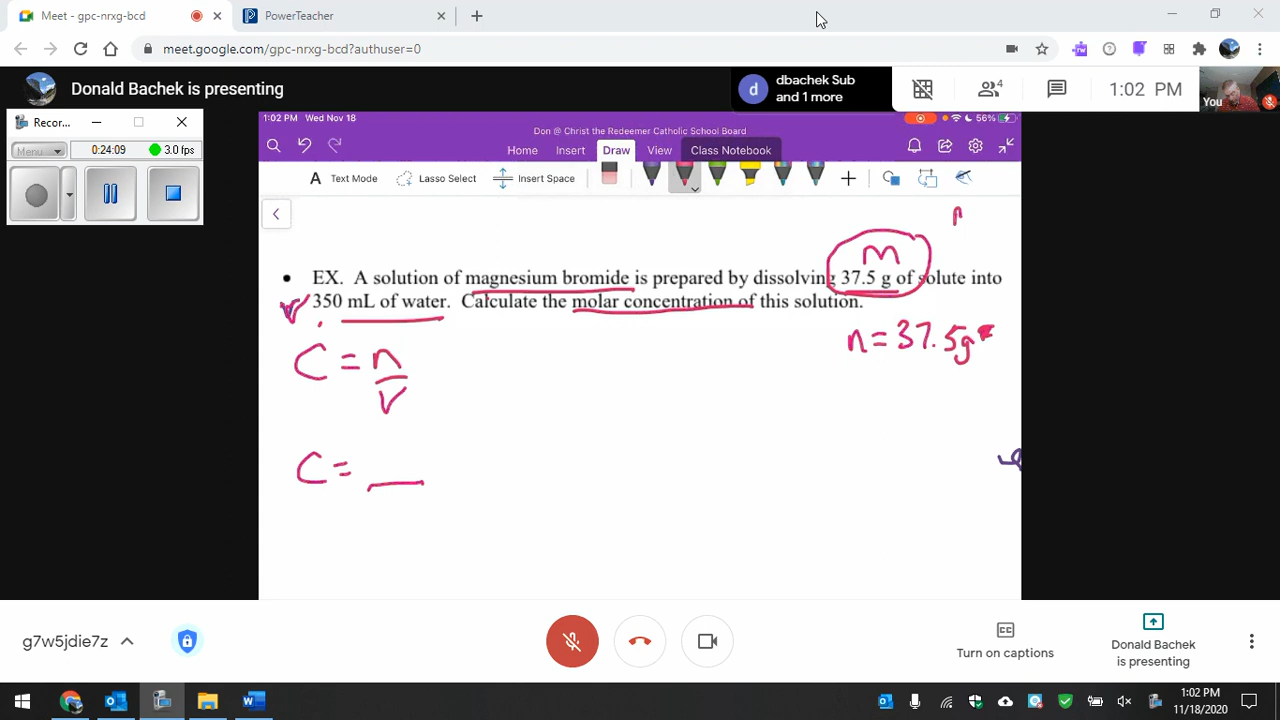 Meet - gpc-nrxg-bcd
PowerTeacher
meet.google.com/gpc-nrxg-bcd?authuser=0
Donald Bachek is presenting
d
dbachek Sub
and 1 more
4
1:02 PM
You
Recor...
Menu
0:24:09
3.0 fps
1:02 PM Wed Nov 18
56%
Don @ Christ the Redeemer Catholic School Board
Home Insert Draw View Class Notebook
A Text Mode Lasso Select Insert Space
n
m
• EX. A solution of magnesium bromide is prepared by dissolving 37.5 g of solute into
350 mL of water. Calculate the molar concentration of this solution.
v
n = 37.5g
C = n
v
C =
g7w5jdie7z
CC
Turn on captions
Donald Bachek
is presenting
1:02 PM
11/18/2020